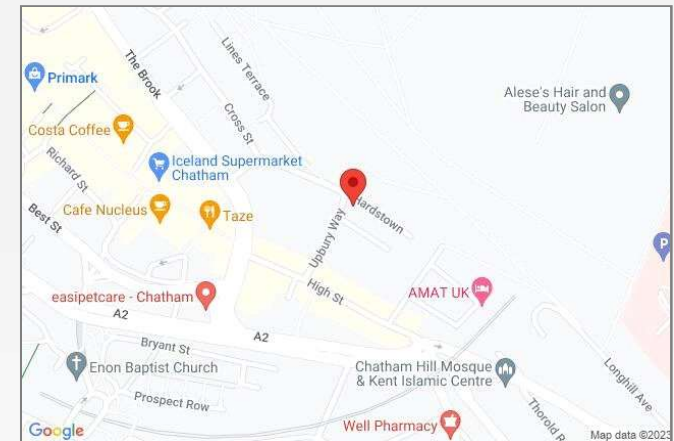 Lines Terrace
The Brook
Primark
Alese's Hair and
Beauty Salon
Cross St
Costa Coffee
Richard St
Iceland Supermarket
Chatham
Hardstown
Cafe Nucleus
Taze
Best St
Upbury Way
P
High St
easipetcare - Chatham
AMAT UK
A2
A2
Bryant St
Enon Baptist Church
Chatham Hill Mosque
& Kent Islamic Centre
Longhill Ave
Prospect Row
Thorold R
Well Pharmacy
Google
Map data ©2023